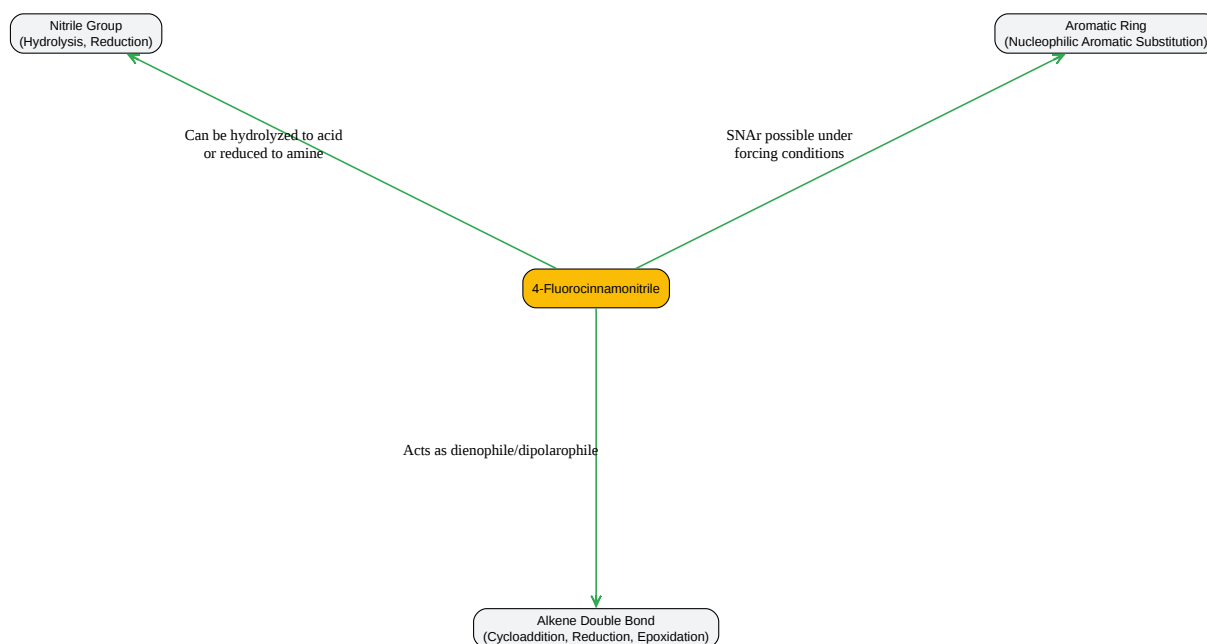 Nitrile Group
(Hydrolysis, Reduction)
Aromatic Ring
(Nucleophilic Aromatic Substitution)
Can be hydrolyzed to acid
or reduced to amine
SNAr possible under
forcing conditions
4-Fluorocinnamonitrile
Acts as dienophile/dipolarophile
Alkene Double Bond
(Cycloaddition, Reduction, Epoxidation)